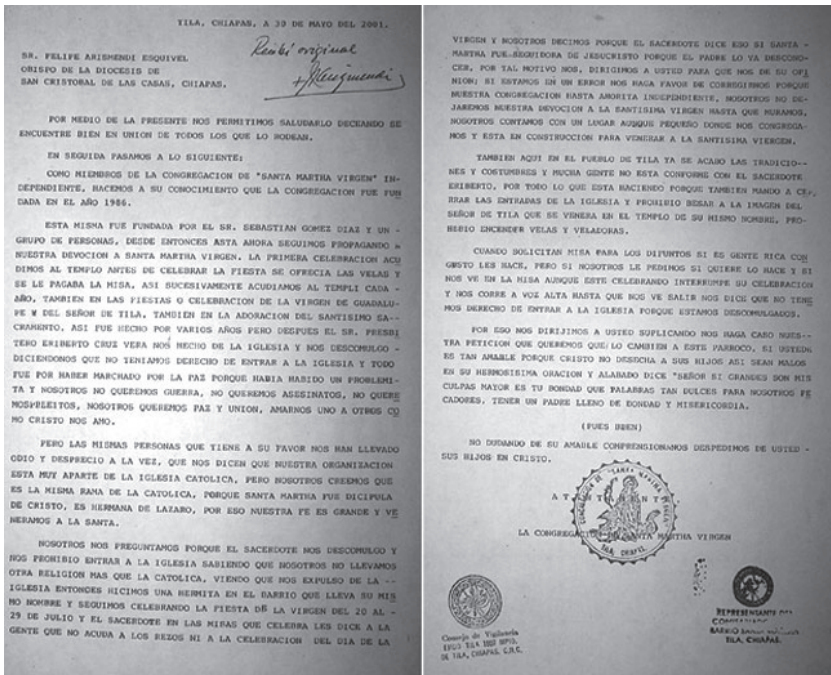 TILA, CHIAPAS, A 30 DE MAYO DEL 2001.
Recibí original
SR. FELIPE ARISMENDI ESQUIVEL
OBISPO DE LA DIOCESIS DE
SAN CRISTOBAL DE LAS CASAS, CHIAPAS.
POR MEDIO DE LA PRESENTE NOS PERMITIMOS SALUDARLO DECEANDO SE
ENCUENTRE BIEN EN UNION DE TODOS LOS QUE LO RODEAN.
EN SEGUIDA PASAMOS A LO SIGUIENTE:
COMO MIEMBROS DE LA CONGREGACION DE "SANTA MARTHA VIRGEN" IN-
DEPENDIENTE, HACEMOS A SU CONOCIMIENTO QUE LA CONGREGACION FUE FUN
DADA EN EL AÑO 1986.
ESTA MISMA FUE FUNDADA POR EL SR. SEBASTIAN GOMEZ DIAZ Y UN -
GRUPO DE PERSONAS, DESDE ENTONCES ASTA AHORA SEGUIMOS PROPAGANDO
NUESTRA DEVOCION A SANTA MARTHA VIRGEN. LA PRIMERA CELEBRACION ACU
DIMOS AL TEMPLO ANTES DE CELEBRAR LA FIESTA SE OFRECIA LAS VELAS Y
SE LE PAGABA LA MISA, ASI SUCESIVAMENTE ACUDIAMOS AL TEMPLI CADA -
AÑO, TAMBIEN EN LAS FIESTAS O CELEBRACION DE LA VIRGEN DE GUADALU-
PE Y DEL SEÑOR DE TILA, TAMBIEN EN LA ADORACION DEL SANTISIMO SA--
CRAMENTO, ASI FUE HECHO POR VARIOS AÑOS PERO DESPUES EL SR. PRESBI
TERO ERIBERTO CRUZ VERA NOS HECHO DE LA IGLESIA Y NOS DESCOMULGO -
DICIENDONOS QUE NO TENIAMOS DERECHO DE ENTRAR A LA IGLESIA Y TODO
FUE POR HABER MARCHADO POR LA PAZ PORQUE HABIA HABIDO UN PROBLEMI-
TA Y NOSOTROS NO QUEREMOS GUERRA, NO QUEREMOS ASESINATOS, NO QUERE
MOS PLEITOS, NOSOTROS QUEREMOS PAZ Y UNION, AMARNOS UNO A OTROS CO
MO CRISTO NOS AMO.
PERO LAS MISMAS PERSONAS QUE TIENE A SU FAVOR NOS HAN LLEVADO
ODIO Y DESPRECIO A LA VEZ, QUE NOS DICEN QUE NUESTRA ORGANIZACION
ESTA MUY APARTE DE LA IGLESIA CATOLICA, PERO NOSOTROS CREEMOS QUE
ES LA MISMA RAMA DE LA CATOLICA, PORQUE SANTA MARTHA FUE DICIPULA
DE CRISTO, ES HERMANA DE LAZARO, POR ESO NUESTRA FE ES GRANDE Y VE
NERAMOS A LA SANTA.
NOSOTROS NOS PREGUNTAMOS PORQUE EL SACERDOTE NOS DESCOMULGO Y
NOS PROHIBIO ENTRAR A LA IGLESIA SABIENDO QUE NOSOTROS NO LLEVAMOS
OTRA RELIGION MAS QUE LA CATOLICA, VIENDO QUE NOS EXPULSO DE LA --
IGLESIA ENTONDES HICIMOS UNA HERMITA EN EL BARRIO QUE LLEVA SU MIS
MO NOMBRE Y SEGUIMOS CELEBRANDO LA FIESTA DE LA VIRGEN DEL 20 AL -
29 DE JULIO Y EL SACERDOTE EN LAS MIRAS QUE CELEBRA LES DICE A LA
GENTE QUE NO ACUDA A LOS REZOS NI A LA CELEBRACION DEL DIA DE LA
VIRGEN Y NOSOTROS DECIMOS PORQUE EL SACERDOTE DICE ESO SI SANTA -
MARTHA FUE SEGUIDORA DE JESUCRISTO PORQUE EL PADRE LO VA DESCONO-
CER, POR TAL MOTIVO NOS. DIRIGIMOS A USTED PARA QUE NOS DE SU OPI
NION; SI ESTAMOS EN UN ERROR NOS HAGA FAVOR DE CORREGIRNOS PORQUE
NUESTRA CONGREGACION HASTA AHORITA INDEPENDIENTE, NOSOTROS NO DE-
JAREMOS NUESTRA DEVOCION A LA SANTISIMA VIRGEN HASTA QUE MURAMOS,
NOSOTROS CONTAMOS CON UN LUGAR AUNQUE PEQUEÑO DONDE NOS CONGREGA-
MOS Y ESTA EN CONSTRUCCION PARA VENERAR A LA SANTISIMA VIERGEN.
TAMBIEN AQUI EN EL PUEBLO DE TILA YA SE ACABO LAS TRADICIO--
NES Y COSTUMBRES Y MUCHA GENTE NO ESTA CONFORME CON EL SACERDOTE
ERIBERTO, POR TODO LO QUE ESTA HACIENDO PORQUE TAMBIEN MANDO A CE
RRAR LAS ENTRADAS DE LA IGLESIA Y PROHIBIO BESAR A LA IMAGEN DEL
SEÑOR DE TILA QUE SE VENERA EN EL TEMPLO DE SU MISMO NOMBRE, PRO-
HIBIO ENCENDER VELAS Y VELADORAS.
CUANDO SOLICITAN MISA PARA LOS DIFUNTOS SI ES GENTE RICA CON
GUSTO LES HACE, PERO SI NOSOTROS LE PEDIMOS SI QUIERE LO HACE Y SI
NOS VE EN LA MISA AUNQUE ESTE CELEBRANDO INTERRUMPE SU CELEBRACION
Y NOS CORRE A VOZ ALTA HASTA QUE NOS VE SALIR NOS DICE QUE NO TENE
MOS DERECHO DE ENTRAR A LA IGLESIA PORQUE ESTAMOS DESCOMULGADOS.
POR ESO NOS DIRIJIMOS A USTED SUPLICANDO NOS HAGA CASO NUES--
TRA PETICION QUE QUEREMOS QUE LO CAMBIEN A ESTE PARROCO, SI USTEDE
ES TAN AMABLE PORQUE CRISTO NO DESECHA A SUS HIJOS ASI SEAN MALOS
EN SU HERMOSISIMA ORACION Y ALABADO DICE "SEÑOR SI GRANDES SON MIS
CULPAS MAYOR ES TU BONDAD QUE PALABRAS TAN DULCES PARA NOSOTROS PE
CADORES, TENER UN PADRE LLENO DE BONDAD Y MISERICORDIA.
(PUES BUEN)
NO DUDANDO DE SU AMABLE COMPRENSIONANOS DESPEDIMOS DE USTED -
SUS HIJOS EN CRISTO.
A T E N T A M E N T E
LA CONGREGACION DE SANTA MARTHA VIRGEN
TILA, CHIAPAS.
Consejo de Vigilancia
EJIDO TILA
DE TILA, CHIAPAS. C.N.C.
REPRESENTANTE DEL
BARRIO SANTA
TILA, CHIAPAS.